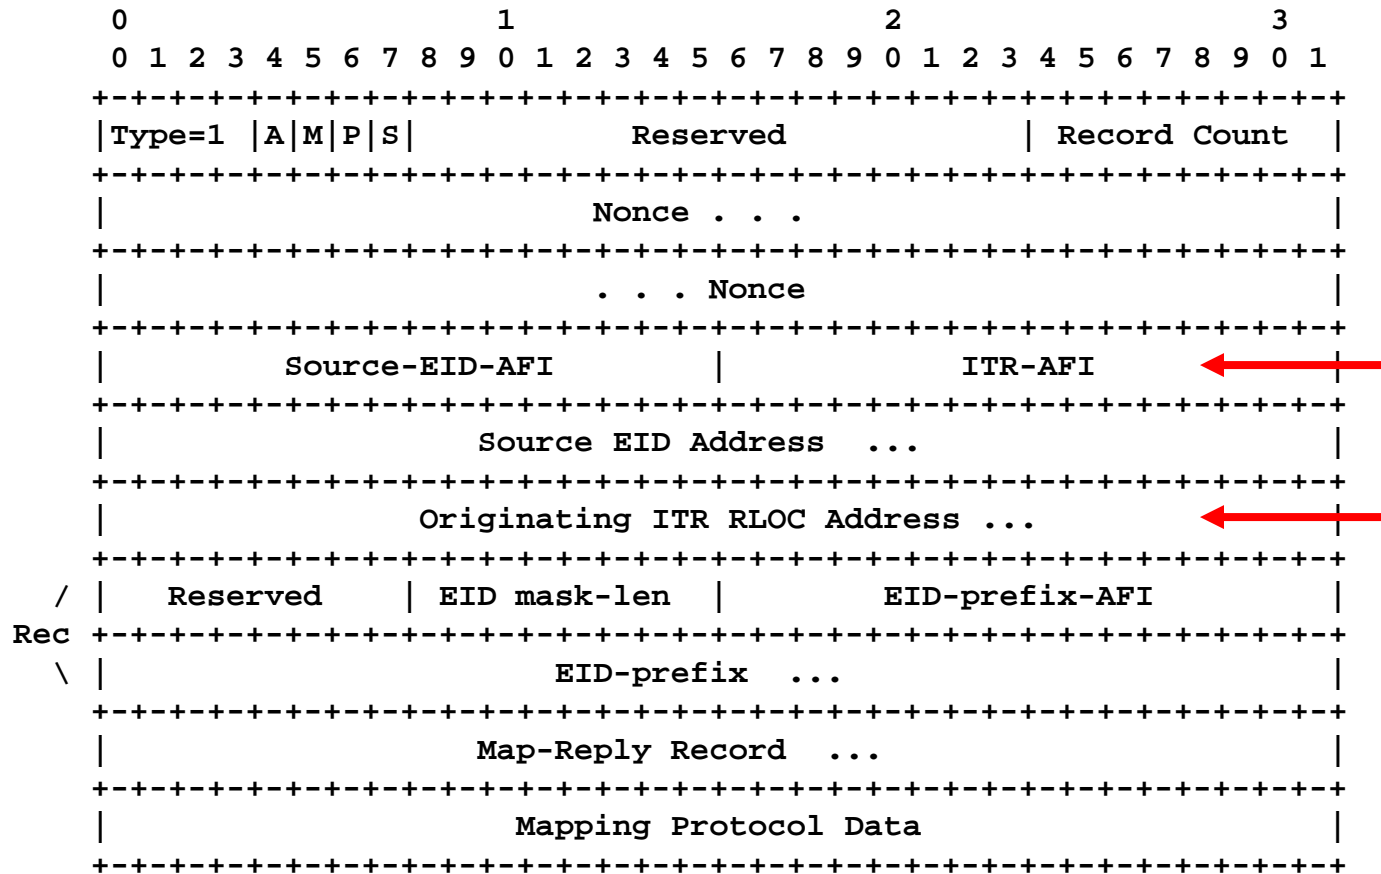 0                   1                   2                   3
 0 1 2 3 4 5 6 7 8 9 0 1 2 3 4 5 6 7 8 9 0 1 2 3 4 5 6 7 8 9 0 1
+-+-+-+-+-+-+-+-+-+-+-+-+-+-+-+-+-+-+-+-+-+-+-+-+-+-+-+-+-+-+-+-+
|Type=1 |A|M|P|S|           Reserved            | Record Count  |
+-+-+-+-+-+-+-+-+-+-+-+-+-+-+-+-+-+-+-+-+-+-+-+-+-+-+-+-+-+-+-+-+
|                         Nonce . . .                           |
+-+-+-+-+-+-+-+-+-+-+-+-+-+-+-+-+-+-+-+-+-+-+-+-+-+-+-+-+-+-+-+-+
|                         . . . Nonce                           |
+-+-+-+-+-+-+-+-+-+-+-+-+-+-+-+-+-+-+-+-+-+-+-+-+-+-+-+-+-+-+-+-+
|         Source-EID-AFI        |            ITR-AFI            |
+-+-+-+-+-+-+-+-+-+-+-+-+-+-+-+-+-+-+-+-+-+-+-+-+-+-+-+-+-+-+-+-+
|                   Source EID Address  ...                     |
+-+-+-+-+-+-+-+-+-+-+-+-+-+-+-+-+-+-+-+-+-+-+-+-+-+-+-+-+-+-+-+-+
|                Originating ITR RLOC Address ...               |
+-+-+-+-+-+-+-+-+-+-+-+-+-+-+-+-+-+-+-+-+-+-+-+-+-+-+-+-+-+-+-+-+
/ |   Reserved    | EID mask-len  |        EID-prefix-AFI         |
Rec +-+-+-+-+-+-+-+-+-+-+-+-+-+-+-+-+-+-+-+-+-+-+-+-+-+-+-+-+-+-+-+-+
\ |                       EID-prefix  ...                         |
+-+-+-+-+-+-+-+-+-+-+-+-+-+-+-+-+-+-+-+-+-+-+-+-+-+-+-+-+-+-+-+-+
|                   Map-Reply Record  ...                       |
+-+-+-+-+-+-+-+-+-+-+-+-+-+-+-+-+-+-+-+-+-+-+-+-+-+-+-+-+-+-+-+-+
|                     Mapping Protocol Data                     |
+-+-+-+-+-+-+-+-+-+-+-+-+-+-+-+-+-+-+-+-+-+-+-+-+-+-+-+-+-+-+-+-+